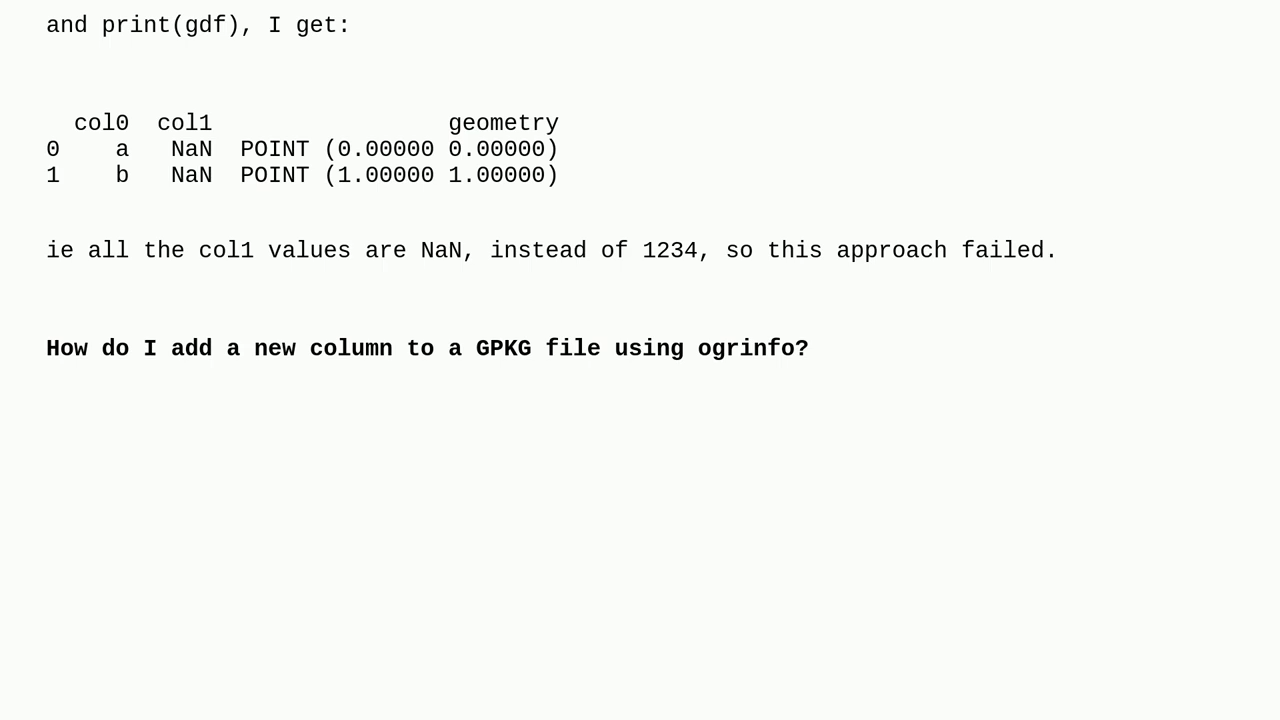 and print(gdf), I get:
  col0  col1                 geometry
0    a   NaN  POINT (0.00000 0.00000)
1    b   NaN  POINT (1.00000 1.00000)
ie all the col1 values are NaN, instead of 1234, so this approach failed.
How do I add a new column to a GPKG file using ogrinfo?